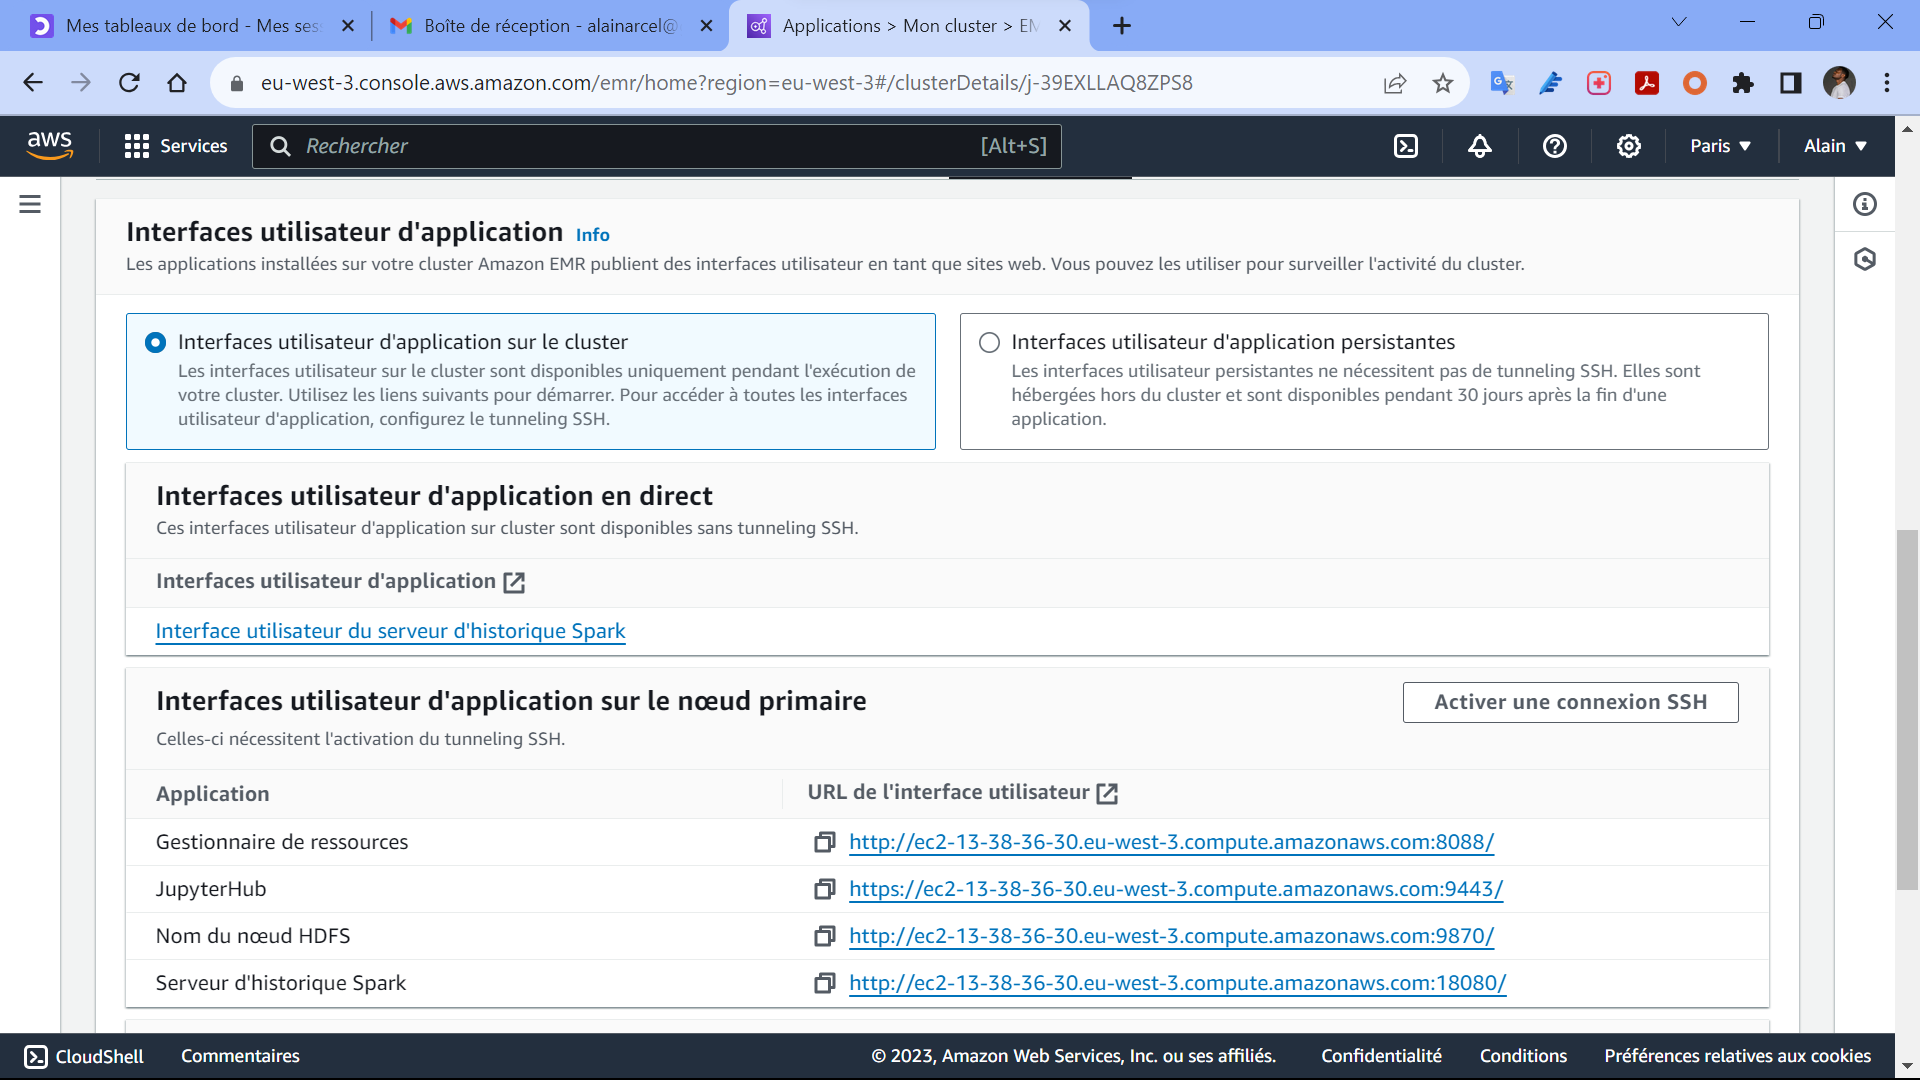 Mes tableaux de bord - Mes ses
Boîte de réception - alainarcel@
Applications > Mon cluster > EM
eu-west-3.console.aws.amazon.com/emr/home?region=eu-west-3#/clusterDetails/j-39EXLLAQ8ZPS8
aws
Services
Rechercher
[Alt+S]
Paris ▼
Alain ▼
Interfaces utilisateur d'application Info
Les applications installées sur votre cluster Amazon EMR publient des interfaces utilisateur en tant que sites web. Vous pouvez les utiliser pour surveiller l'activité du cluster.
Interfaces utilisateur d'application sur le cluster
Les interfaces utilisateur sur le cluster sont disponibles uniquement pendant l'exécution de
votre cluster. Utilisez les liens suivants pour démarrer. Pour accéder à toutes les interfaces
utilisateur d'application, configurez le tunneling SSH.
Interfaces utilisateur d'application persistantes
Les interfaces utilisateur persistantes ne nécessitent pas de tunneling SSH. Elles sont
hébergées hors du cluster et sont disponibles pendant 30 jours après la fin d'une
application.
Interfaces utilisateur d'application en direct
Ces interfaces utilisateur d'application sur cluster sont disponibles sans tunneling SSH.
Interfaces utilisateur d'application
Interface utilisateur du serveur d'historique Spark
Interfaces utilisateur d'application sur le nœud primaire
Activer une connexion SSH
Celles-ci nécessitent l'activation du tunneling SSH.
Application
URL de l'interface utilisateur
Gestionnaire de ressources
http://ec2-13-38-36-30.eu-west-3.compute.amazonaws.com:8088/
JupyterHub
https://ec2-13-38-36-30.eu-west-3.compute.amazonaws.com:9443/
Nom du nœud HDFS
http://ec2-13-38-36-30.eu-west-3.compute.amazonaws.com:9870/
Serveur d'historique Spark
http://ec2-13-38-36-30.eu-west-3.compute.amazonaws.com:18080/
CloudShell
Commentaires
© 2023, Amazon Web Services, Inc. ou ses affiliés.
Confidentialité
Conditions
Préférences relatives aux cookies